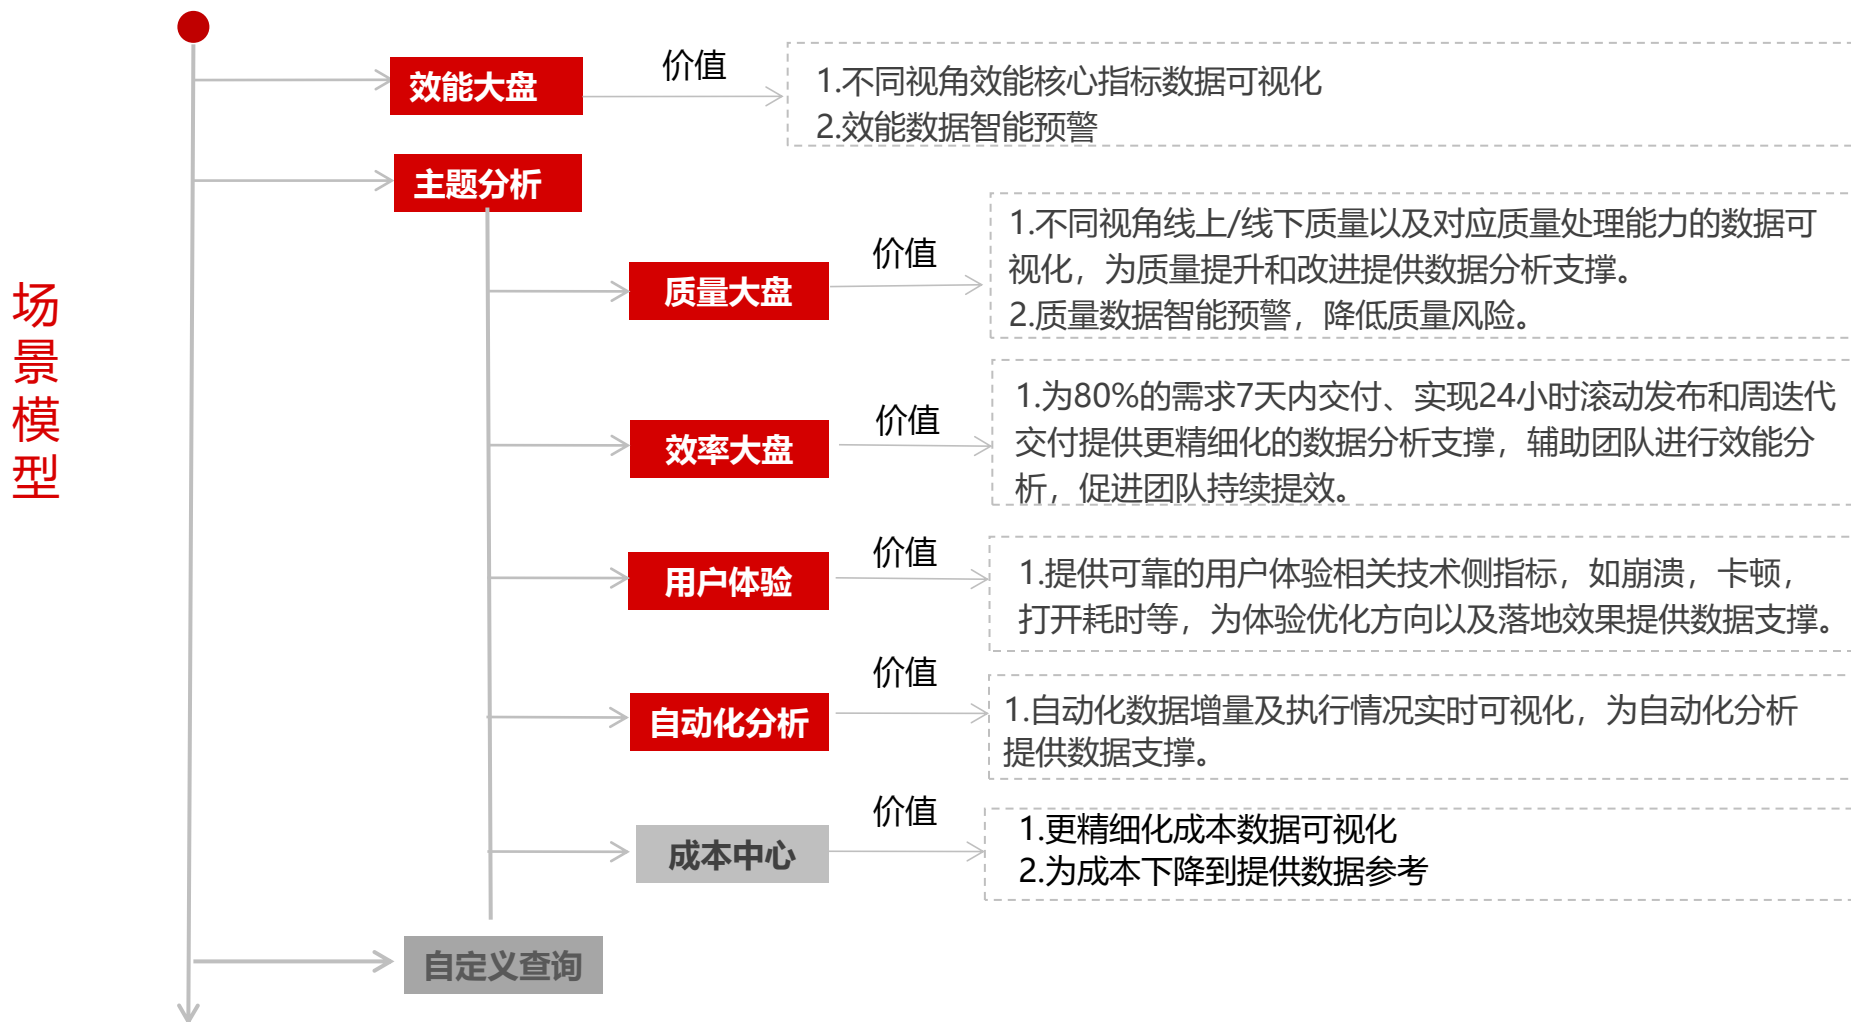 场景模型
效能大盘
价值
1.不同视角效能核心指标数据可视化
2.效能数据智能预警
主题分析
质量大盘
价值
1.不同视角线上/线下质量以及对应质量处理能力的数据可
视化，为质量提升和改进提供数据分析支撑。
2.质量数据智能预警，降低质量风险。
效率大盘
价值
1.为80%的需求7天内交付、实现24小时滚动发布和周迭代
交付提供更精细化的数据分析支撑，辅助团队进行效能分
析，促进团队持续提效。
用户体验
价值
1.提供可靠的用户体验相关技术侧指标，如崩溃，卡顿，
打开耗时等，为体验优化方向以及落地效果提供数据支撑。
自动化分析
价值
1.自动化数据增量及执行情况实时可视化，为自动化分析
提供数据支撑。
成本中心
价值
1.更精细化成本数据可视化
2.为成本下降到提供数据参考
自定义查询